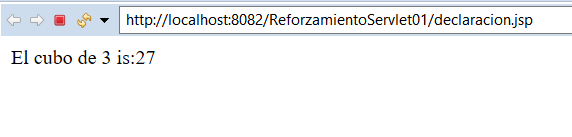 http://localhost:8082/ReforzamientoServlet01/declaracion.jsp
El cubo de 3 is:27